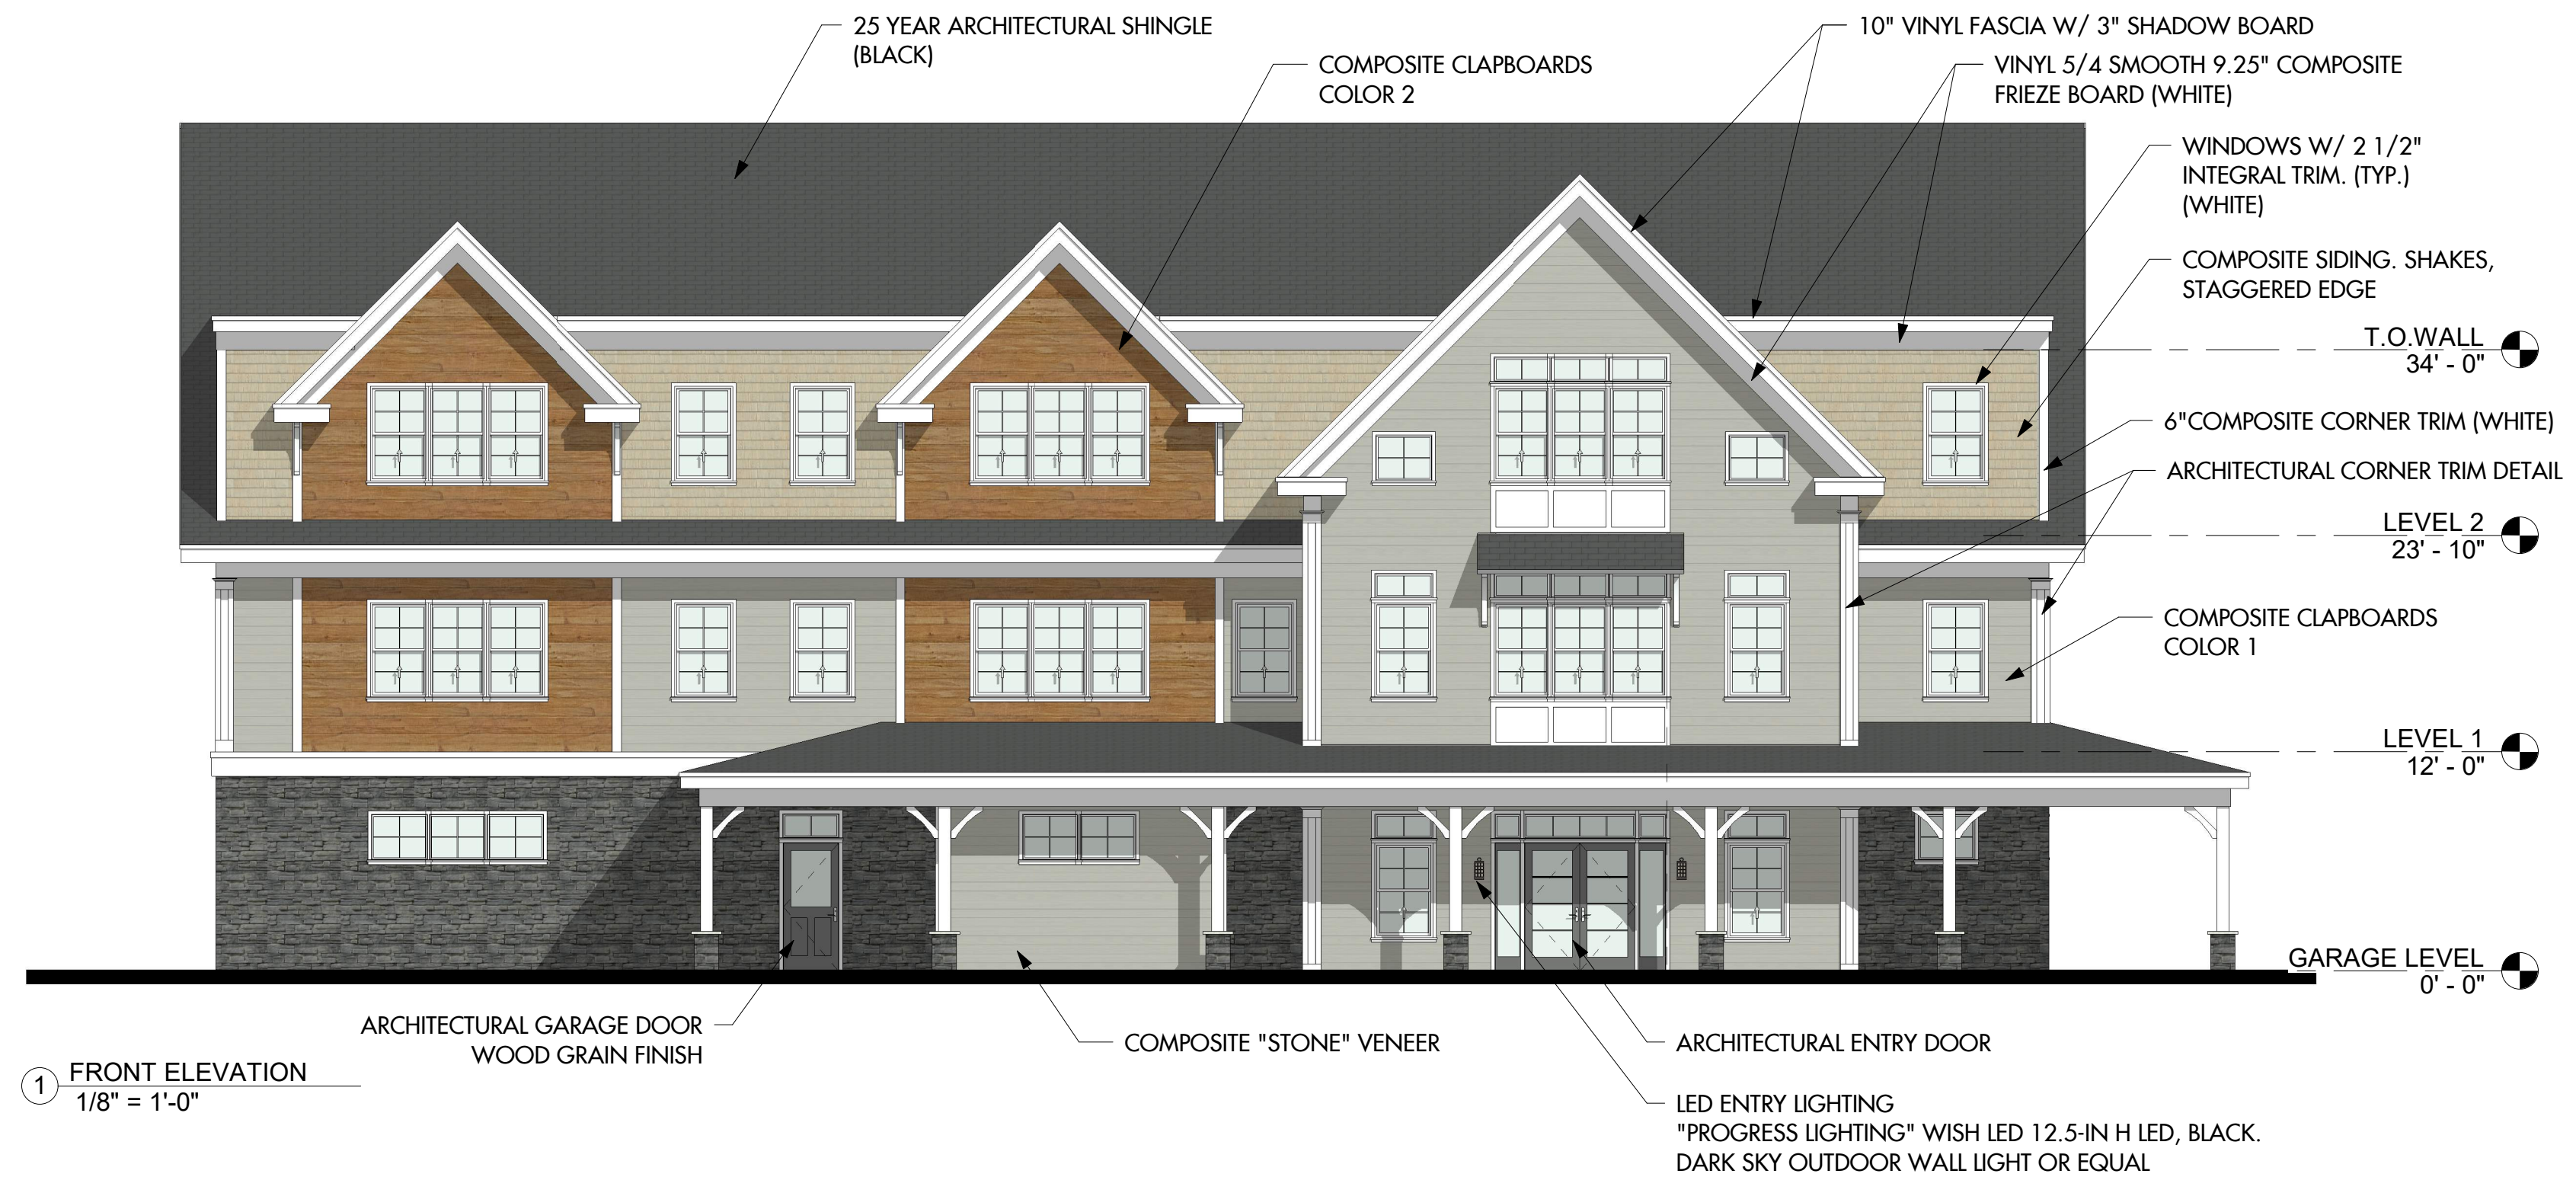 25 YEAR ARCHITECTURAL SHINGLE
(BLACK)
COMPOSITE CLAPBOARDS
COLOR 2
10" VINYL FASCIA W/ 3" SHADOW BOARD
VINYL 5/4 SMOOTH 9.25" COMPOSITE
FRIEZE BOARD (WHITE)
WINDOWS W/ 2 1/2"
INTEGRAL TRIM. (TYP.)
(WHITE)
COMPOSITE SIDING. SHAKES,
STAGGERED EDGE
T.O.WALL
34' - 0"
6"COMPOSITE CORNER TRIM (WHITE)
ARCHITECTURAL CORNER TRIM DETAIL
LEVEL 2
23' - 10"
COMPOSITE CLAPBOARDS
COLOR 1
LEVEL 1
12' - 0"
GARAGE LEVEL
0' - 0"
ARCHITECTURAL GARAGE DOOR
WOOD GRAIN FINISH
COMPOSITE "STONE" VENEER
ARCHITECTURAL ENTRY DOOR
LED ENTRY LIGHTING
"PROGRESS LIGHTING" WISH LED 12.5-IN H LED, BLACK.
DARK SKY OUTDOOR WALL LIGHT OR EQUAL
1 FRONT ELEVATION
1/8" = 1'-0"